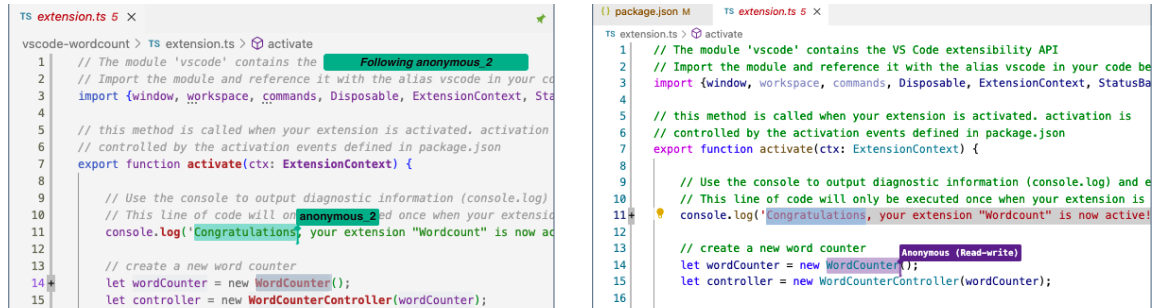 TS extension.ts 5 ×
vscode-wordcount > TS extension.ts > activate
1 // The module 'vscode' contains the
Following anonymous_2
2 // Import the module and reference it with the alias vscode in your co
3 import {window, workspace, commands, Disposable, ExtensionContext, Sta
4
5 // this method is called when your extension is activated. activation
6 // controlled by the activation events defined in package.json
7 export function activate(ctx: ExtensionContext) {
8
9 // Use the console to output diagnostic information (console.log)
10 // This line of code will on anonymous_2 ed once when your extensio
11 console.log('Congratulations, your extension "Wordcount" is now ac
12
13 // create a new word counter
14 + let wordCounter = new WordCounter();
15 let controller = new WordCounterController(wordCounter);
{} package.json M TS extension.ts 5 ×
TS extension.ts > activate
1 // The module 'vscode' contains the VS Code extensibility API
2 // Import the module and reference it with the alias vscode in your code be
3 import {window, workspace, commands, Disposable, ExtensionContext, StatusBa
4
5 // this method is called when your extension is activated. activation is
6 // controlled by the activation events defined in package.json
7 export function activate(ctx: ExtensionContext) {
8
9 // Use the console to output diagnostic information (console.log) and e
10 // This line of code will only be executed once when your extension is
11 + console.log('Congratulations, your extension "Wordcount" is now active!
12
13 // create a new word counter
Anonymous (Read-write)
14 let wordCounter = new WordCounter();
15 let controller = new WordCounterController(wordCounter);
16